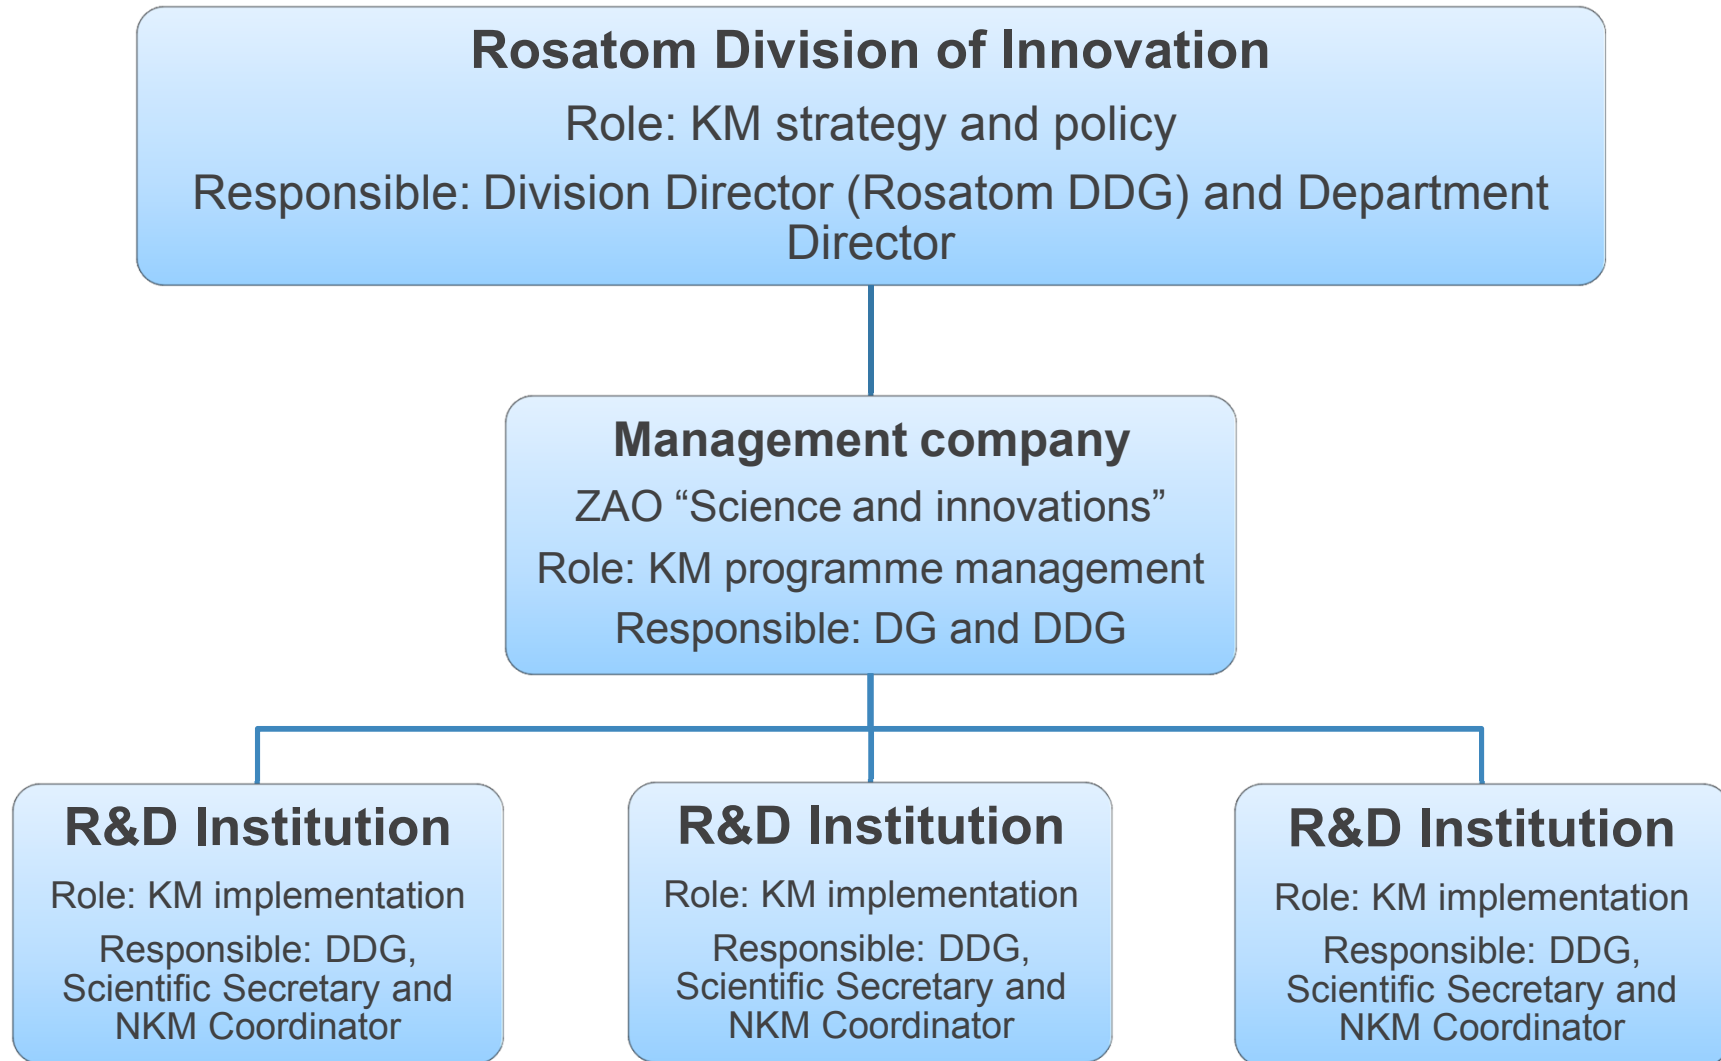 Rosatom Division of Innovation
Role: KM strategy and policy
Responsible: Division Director (Rosatom DDG) and Department
Director
Management company
ZAO “Science and innovations”
Role: KM programme management
Responsible: DG and DDG
R&D Institution
Role: KM implementation
Responsible: DDG,
Scientific Secretary and
NKM Coordinator
R&D Institution
Role: KM implementation
Responsible: DDG,
Scientific Secretary and
NKM Coordinator
R&D Institution
Role: KM implementation
Responsible: DDG,
Scientific Secretary and
NKM Coordinator